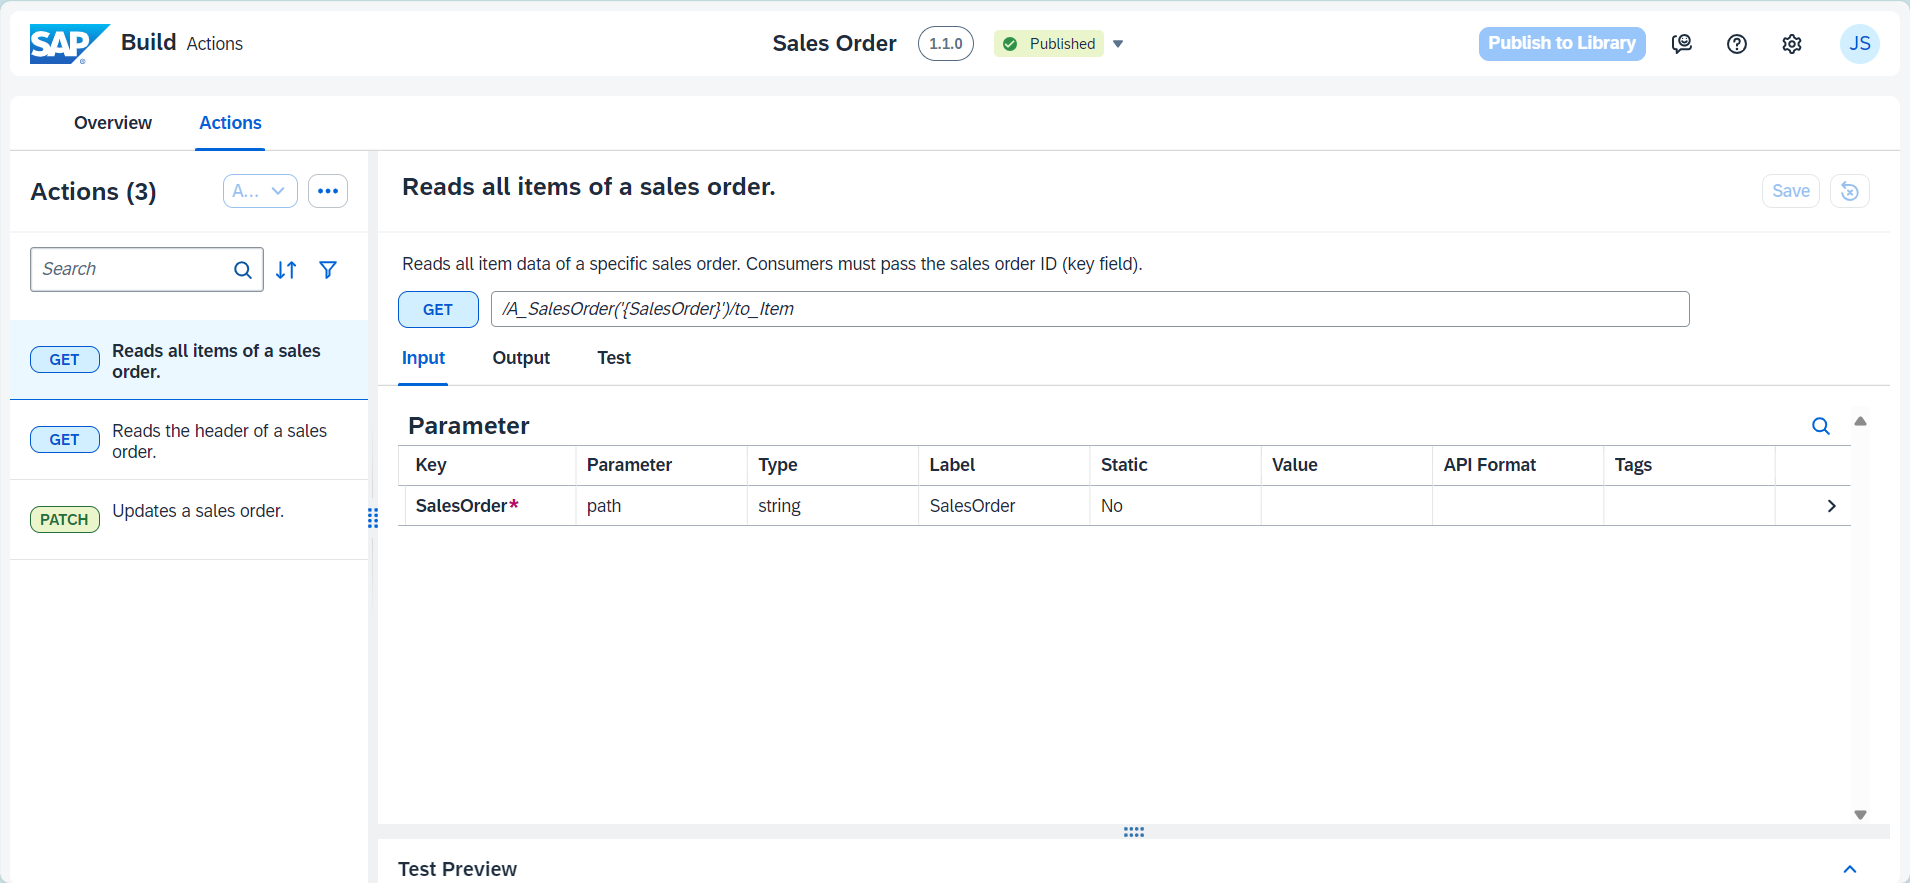 SAP Build Actions
Sales Order 1.1.0 Published
Publish to Library
JS
Overview Actions
Actions (3) A...
Search
GET Reads all items of a sales
order.
GET Reads the header of a sales
order.
PATCH Updates a sales order.
Reads all items of a sales order.
Save
Reads all item data of a specific sales order. Consumers must pass the sales order ID (key field).
GET /A_SalesOrder('{SalesOrder}')/to_Item
Input Output Test
Parameter
Key Parameter Type Label Static Value API Format Tags
SalesOrder* path string SalesOrder No
Test Preview